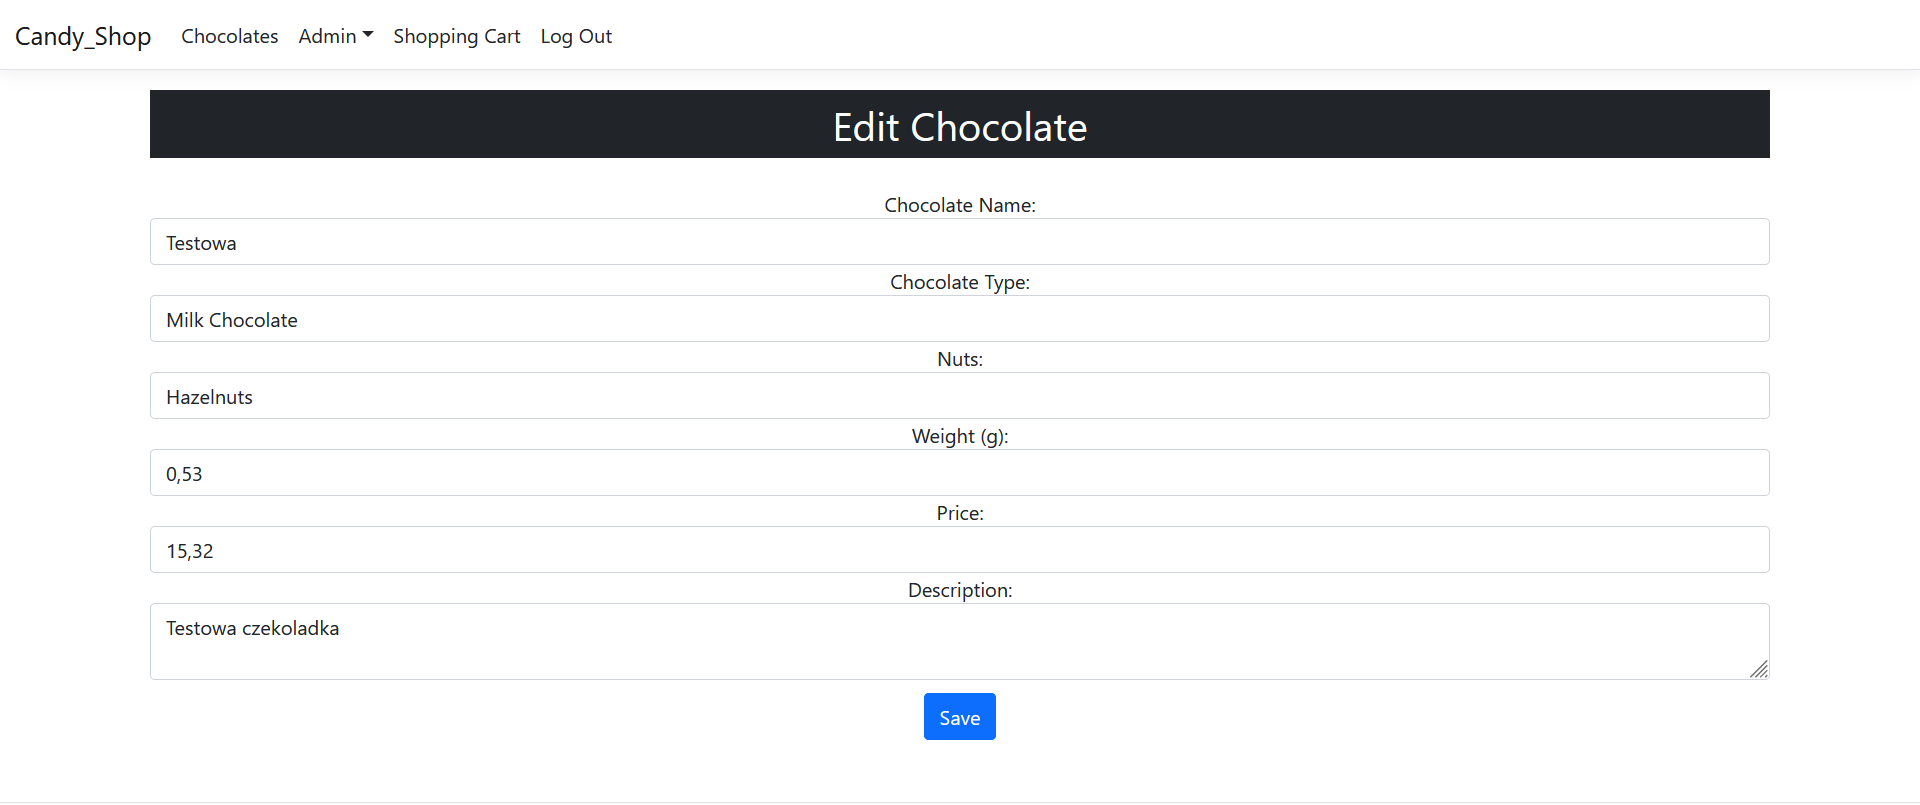 Candy_Shop Chocolates Admin Shopping Cart Log Out
Edit Chocolate
Chocolate Name:
Testowa
Chocolate Type:
Milk Chocolate
Nuts:
Hazelnuts
Weight (g):
0,53
Price:
15,32
Description:
Testowa czekoladka
Save